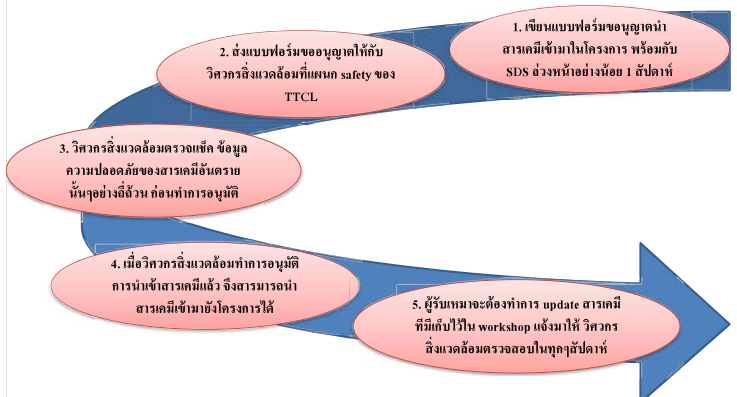 1. เขียนแบบฟอร์มอนุญาตนำ
สารเคมีเข้ามาในโครงการ พร้อมกับ
SDS ล่วงหน้าอย่างน้อย 1 สัปดาห์
2. ส่งแบบฟอร์มขออนุญาตให้กับ
วิศวกรสิ่งแวดล้อมที่แผนก safety ของ
TTCL
3. วิศวกรสิ่งแวดล้อมตรวจแช็ค ข้อมูล
ความปลอดภัยของสารเคมีอันตราย
นั้นๆอย่างถี่ถ้วน ก่อนทำการอนุมัติ
4. เมื่อวิศวกรสิ่งแวดล้อมทำการอนุมัติ
การนำเข้าสารเคมีแล้ว จึงสารมารถนำ
สารเคมีเข้ามายังโครงการได้
5. ผู้รับเหมาจะต้องทำการ update สารเคมี
ที่มีเก็บไว้ใน workshop แจ้งมาให้ วิศวกร
สิ่งแวดล้อมตรวจสอบในทุกๆสัปดาห์